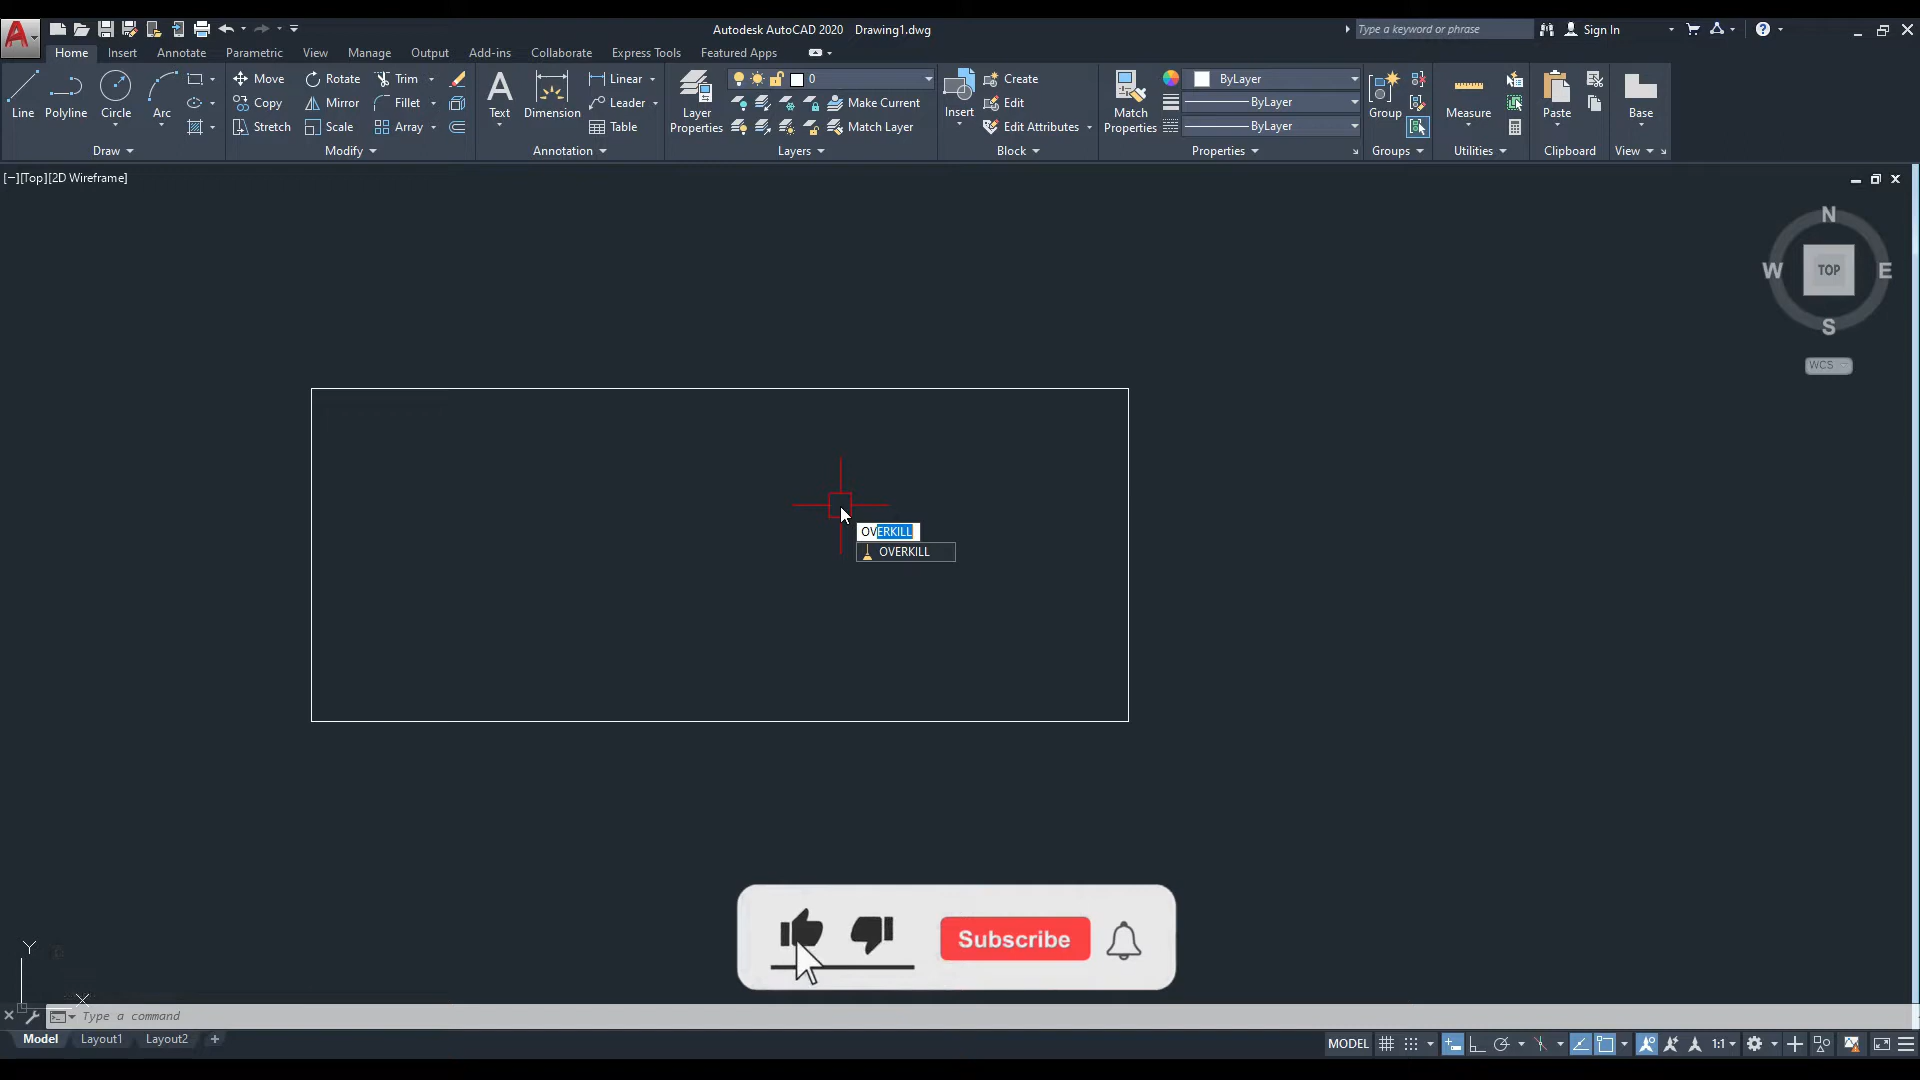 Autodesk AutoCAD 2020 Drawing1.dwg
Type a keyword or phrase
Sign In
Home Insert Annotate Parametric View Manage Output Add-ins Collaborate Express Tools Featured Apps
Line Polyline Circle Arc
Draw
Move Rotate Trim
Copy Mirror Fillet
Stretch Scale Array
Modify
Text Dimension
Linear
Leader
Table
Annotation
Layer Properties
0
Make Current
Match Layer
Layers
Insert
Create
Edit
Edit Attributes
Block
Match Properties
ByLayer
ByLayer
ByLayer
Properties
Group
Groups
Measure
Utilities
Paste
Clipboard
Base
View
[−][Top][2D Wireframe]
N
W TOP E
S
WCS
OVERKILL
OVERKILL
Subscribe
Y
X
Type a command
Model Layout1 Layout2
MODEL
1:1